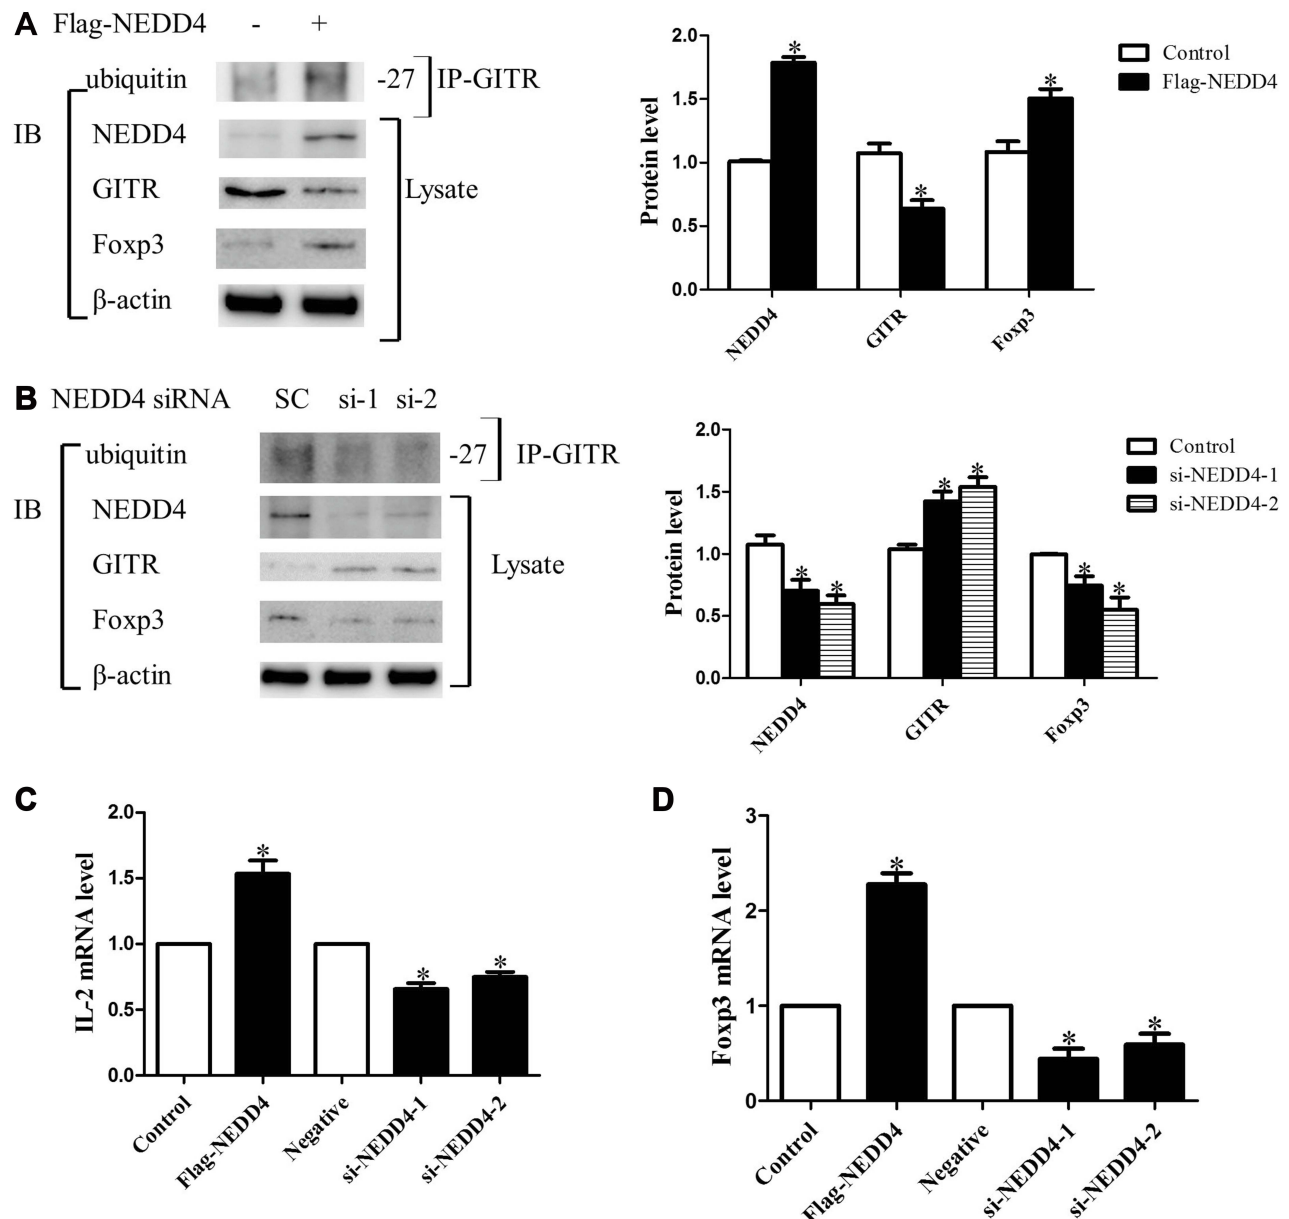 A Flag-NEDD4 - +
ubiquitin -27 IP-GITR
IB
NEDD4
GITR Lysate
Foxp3
β-actin
Protein level
2.0
1.5
1.0
0.5
0.0
* * *
NEDD4 GITR Foxp3
Control
Flag-NEDD4
B NEDD4 siRNA SC si-1 si-2
ubiquitin -27 IP-GITR
IB
NEDD4
GITR Lysate
Foxp3
β-actin
Protein level
2.0
1.5
1.0
0.5
0.0
* * * * * *
NEDD4 GITR Foxp3
Control
si-NEDD4-1
si-NEDD4-2
C
IL-2 mRNA level
2.0
1.5
1.0
0.5
0.0
* * *
Control Flag-NEDD4 Negative si-NEDD4-1 si-NEDD4-2
D
Foxp3 mRNA level
3
2
1
0
* * *
Control Flag-NEDD4 Negative si-NEDD4-1 si-NEDD4-2